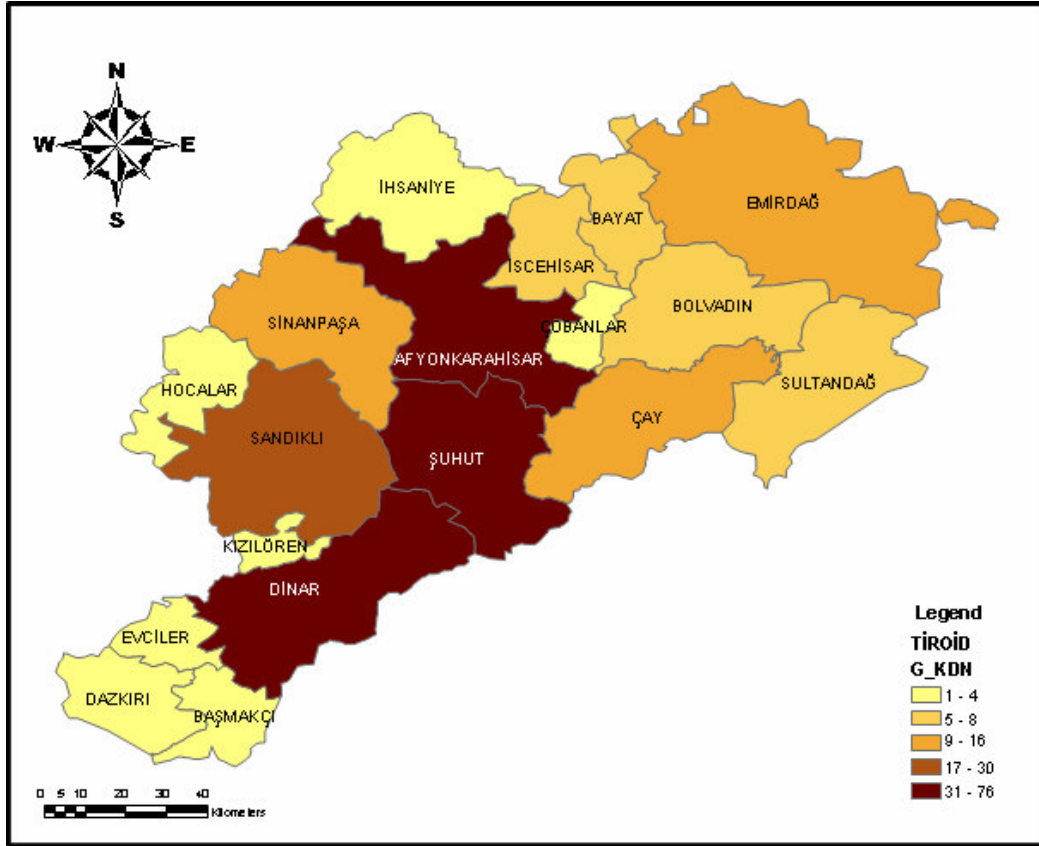 N
W E
S
İHSANİYE
EMİRDAĞ
BAYAT
İSCEHİSAR
BOLVADIN
SİNANPAŞA
ÇOBANLAR
AFYONKARAHİSAR
SULTANDAĞ
HOCALAR
ÇAY
SANDIKLI
ŞUHUT
KIZILÖREN
DİNAR
EVCİLER
DAZKIRI
BAŞMAKÇI
Legend
TİROİD
G_KDN
1 - 4
5 - 8
9 - 16
17 - 30
31 - 76
0 5 10 20 30 40
Kilometers